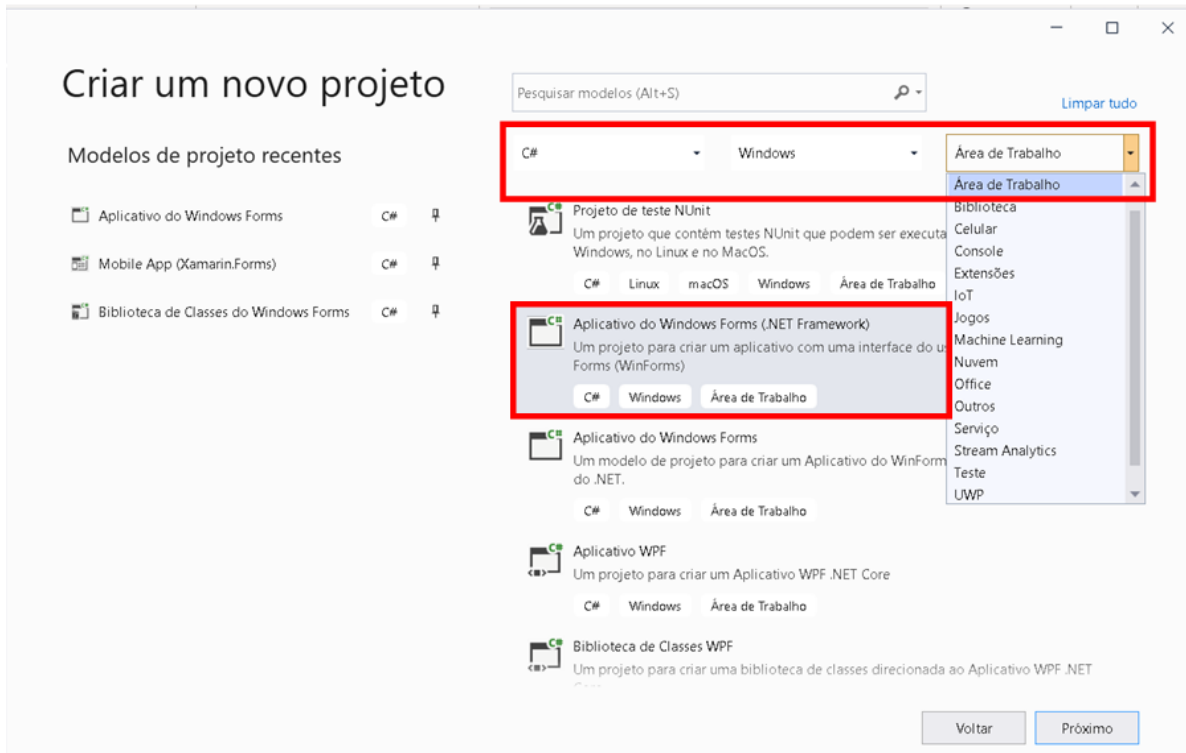 Criar um novo projeto
Modelos de projeto recentes
Aplicativo do Windows Forms C#
Mobile App (Xamarin.Forms) C#
Biblioteca de Classes do Windows Forms C#
Pesquisar modelos (Alt+S)
Limpar tudo
C# Windows Área de Trabalho
Área de Trabalho
Biblioteca
Celular
Console
Extensões
IoT
Jogos
Machine Learning
Nuvem
Office
Outros
Serviço
Stream Analytics
Teste
UWP
Projeto de teste NUnit
Um projeto que contém testes NUnit que podem ser executa
Windows, no Linux e no MacOS.
C# Linux macOS Windows Área de Trabalho
Aplicativo do Windows Forms (.NET Framework)
Um projeto para criar um aplicativo com uma interface do u
Forms (WinForms)
C# Windows Área de Trabalho
Aplicativo do Windows Forms
Um modelo de projeto para criar um Aplicativo do WinForm
do .NET.
C# Windows Área de Trabalho
Aplicativo WPF
Um projeto para criar um Aplicativo WPF .NET Core
C# Windows Área de Trabalho
Biblioteca de Classes WPF
Um projeto para criar uma biblioteca de classes direcionada ao Aplicativo WPF .NET
Voltar Próximo